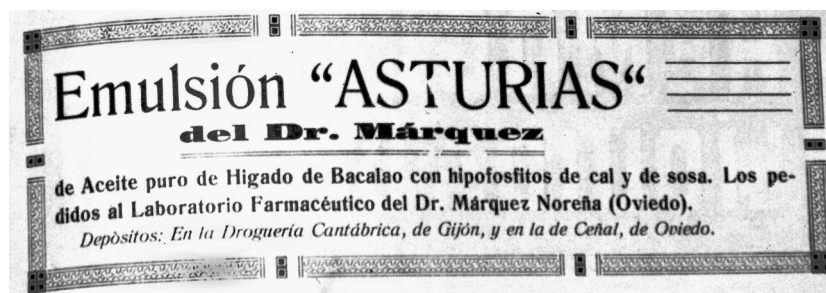 Emulsión “ASTURIAS“
del Dr. Márquez
de Aceite puro de Higado de Bacalao con hipofosfitos de cal y de sosa. Los pe-
didos al Laboratorio Farmacéutico del Dr. Márquez Noreña (Oviedo).
Depòsitos: En la Droguería Cantábrica, de Gijón, y en la de Ceñal, de Oviedo.